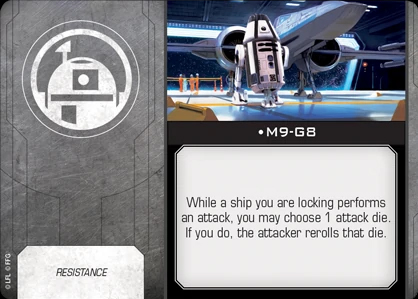 •M9-G8
While a ship you are locking performs
an attack, you may choose 1 attack die.
If you do, the attacker rerolls that die.
RESISTANCE
©LFL ©FFG